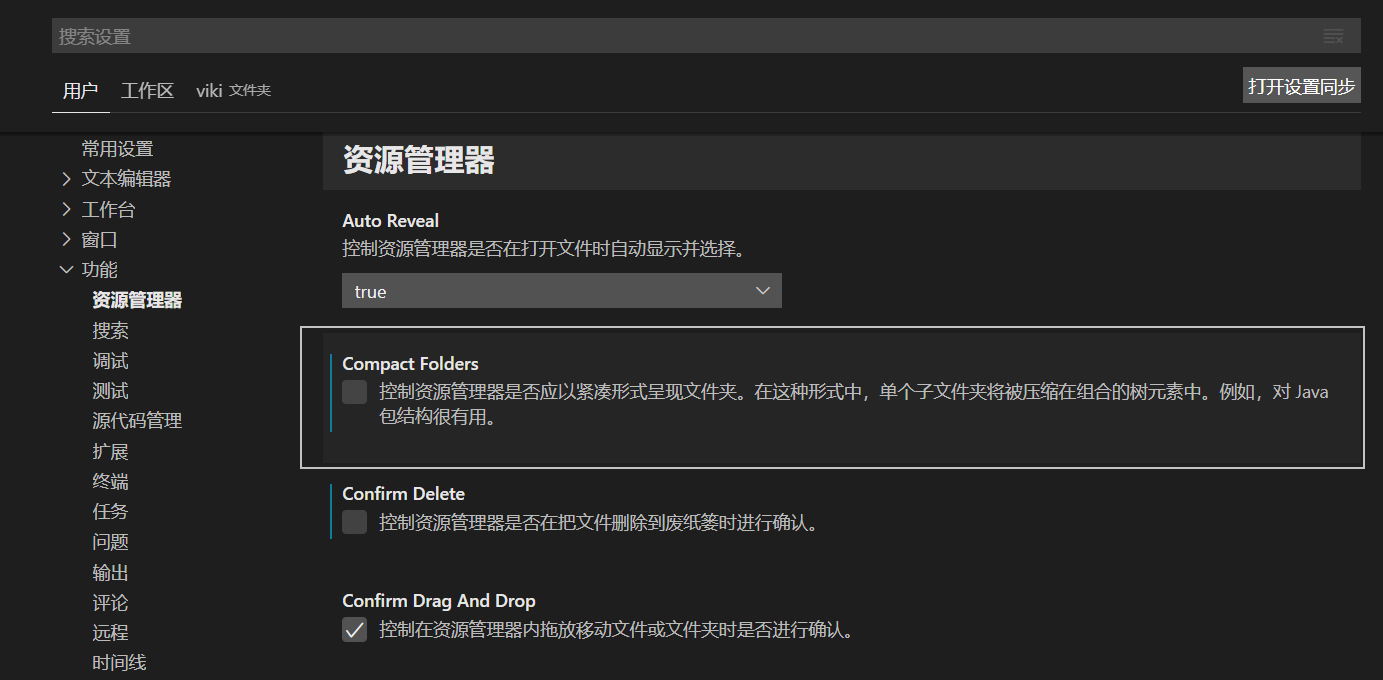 搜索设置
用户 工作区 viki 文件夹
打开设置同步
常用设置
文本编辑器
工作台
窗口
功能
资源管理器
搜索
调试
测试
源代码管理
扩展
终端
任务
问题
输出
评论
远程
时间线
资源管理器
Auto Reveal
控制资源管理器是否在打开文件时自动显示并选择。
true
Compact Folders
控制资源管理器是否应以紧凑形式呈现文件夹。在这种形式中，单个子文件夹将被压缩在组合的树元素中。例如，对 Java
包结构很有用。
Confirm Delete
控制资源管理器是否在把文件删除到废纸篓时进行确认。
Confirm Drag And Drop
控制在资源管理器内拖放移动文件或文件夹时是否进行确认。